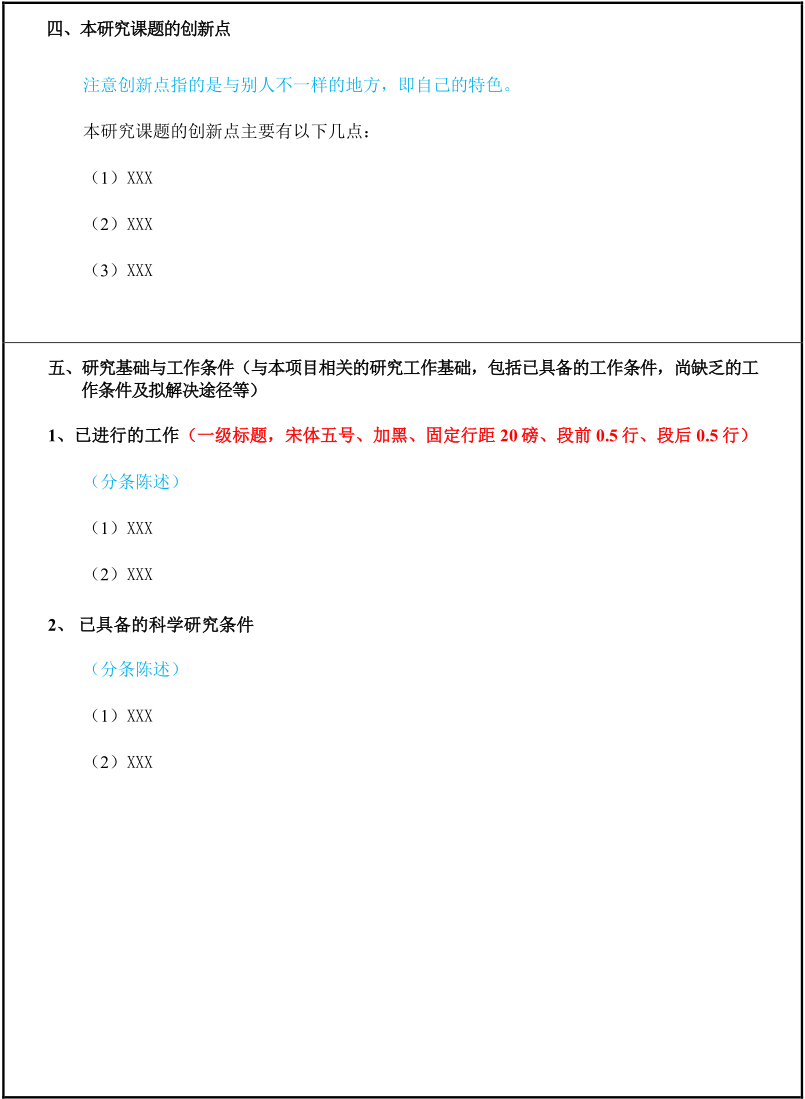 四、本研究课题的创新点
注意创新点指的是与别人不一样的地方，即自己的特色。
本研究课题的创新点主要有以下几点：
（1）XXX
（2）XXX
（3）XXX
五、研究基础与工作条件（与本项目相关的研究工作基础，包括已具备的工作条件，尚缺乏的工
作条件及拟解决途径等）
1、已进行的工作（一级标题，宋体五号、加黑、固定行距 20 磅、段前 0.5 行、段后 0.5 行）
（分条陈述）
（1）XXX
（2）XXX
2、 已具备的科学研究条件
（分条陈述）
（1）XXX
（2）XXX